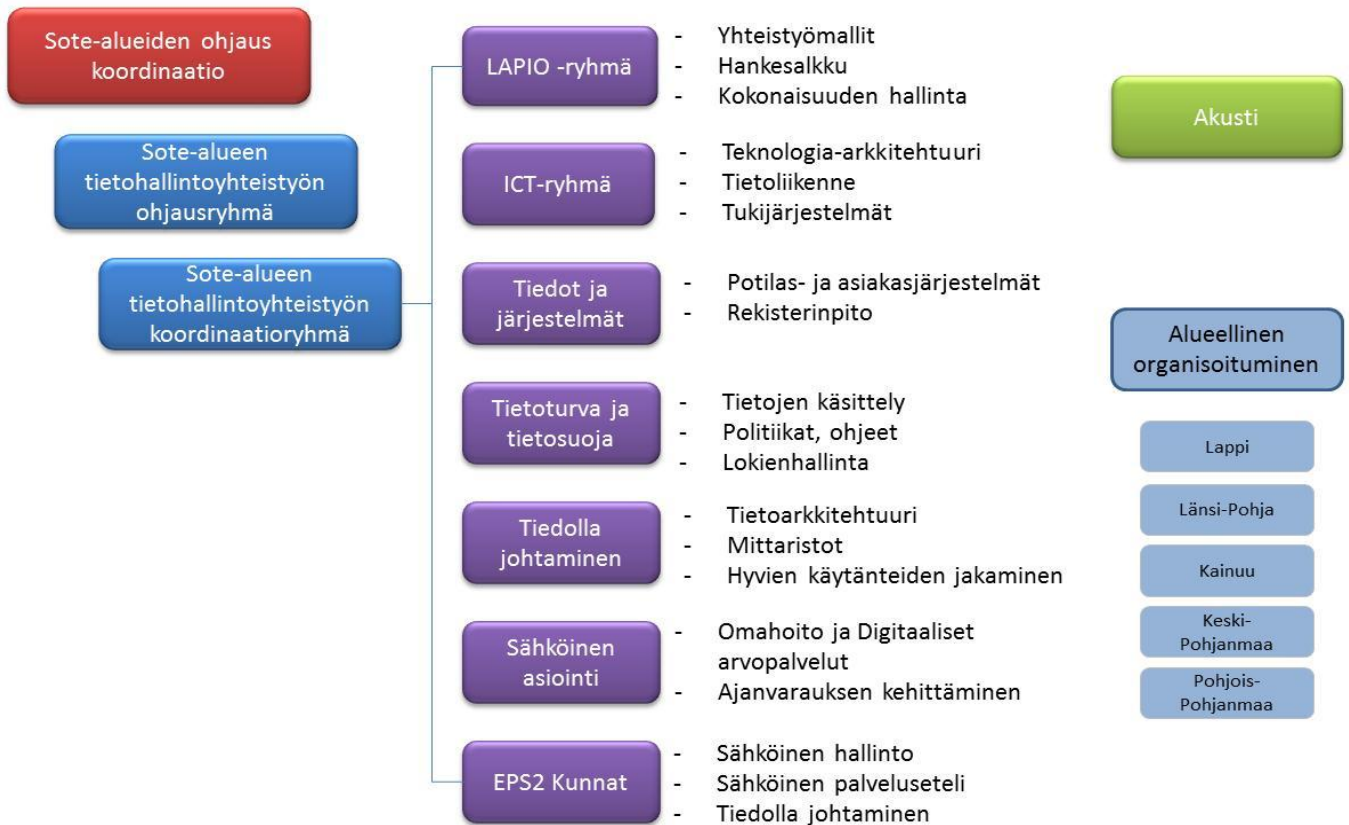 Sote-alueiden ohjaus
koordinaatio
Sote-alueen
tietohallintoyhteistyön
ohjausryhmä
Sote-alueen
tietohallintoyhteistyön
koordinaatioryhmä
LAPIO -ryhmä
- Yhteistyömallit
- Hankesalkku
- Kokonaisuuden hallinta
ICT-ryhmä
- Teknologia-arkkitehtuuri
- Tietoliikenne
- Tukijärjestelmät
Tiedot ja
järjestelmät
- Potilas- ja asiakasjärjestelmät
- Rekisterinpito
Tietoturva ja
tietosuoja
- Tietojen käsittely
- Politiikat, ohjeet
- Lokienhallinta
Tiedolla
johtaminen
- Tietoarkkitehtuuri
- Mittaristot
- Hyvien käytänteiden jakaminen
Sähköinen
asiointi
- Omahoito ja Digitaaliset
arvopalvelut
- Ajanvarauksen kehittäminen
EPS2 Kunnat
- Sähköinen hallinto
- Sähköinen palveluseteli
- Tiedolla johtaminen
Akusti
Alueellinen
organisoituminen
Lappi
Länsi-Pohja
Kainuu
Keski-
Pohjanmaa
Pohjois-
Pohjanmaa